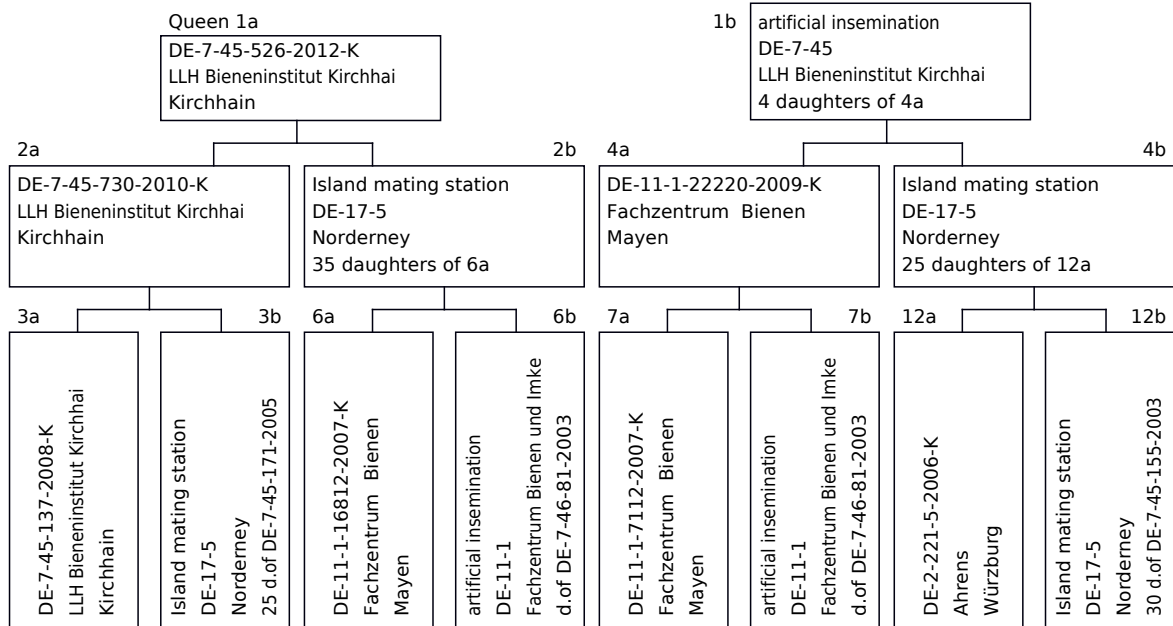 Queen 1a
DE-7-45-526-2012-K
LLH Bieneninstitut Kirchhai
Kirchhain
1b
artificial insemination
DE-7-45
LLH Bieneninstitut Kirchhai
4 daughters of 4a
2a
DE-7-45-730-2010-K
LLH Bieneninstitut Kirchhai
Kirchhain
2b
Island mating station
DE-17-5
Norderney
35 daughters of 6a
4a
DE-11-1-22220-2009-K
Fachzentrum Bienen
Mayen
4b
Island mating station
DE-17-5
Norderney
25 daughters of 12a
3a
DE-7-45-137-2008-K
LLH Bieneninstitut Kirchhai
Kirchhain
3b
Island mating station
DE-17-5
Norderney
25 d.of DE-7-45-171-2005
6a
DE-11-1-16812-2007-K
Fachzentrum Bienen
Mayen
6b
artificial insemination
DE-11-1
Fachzentrum Bienen und Imke
d.of DE-7-46-81-2003
7a
DE-11-1-7112-2007-K
Fachzentrum Bienen
Mayen
7b
artificial insemination
DE-11-1
Fachzentrum Bienen und Imke
d.of DE-7-46-81-2003
12a
DE-2-221-5-2006-K
Ahrens
Würzburg
12b
Island mating station
DE-17-5
Norderney
30 d.of DE-7-45-155-2003